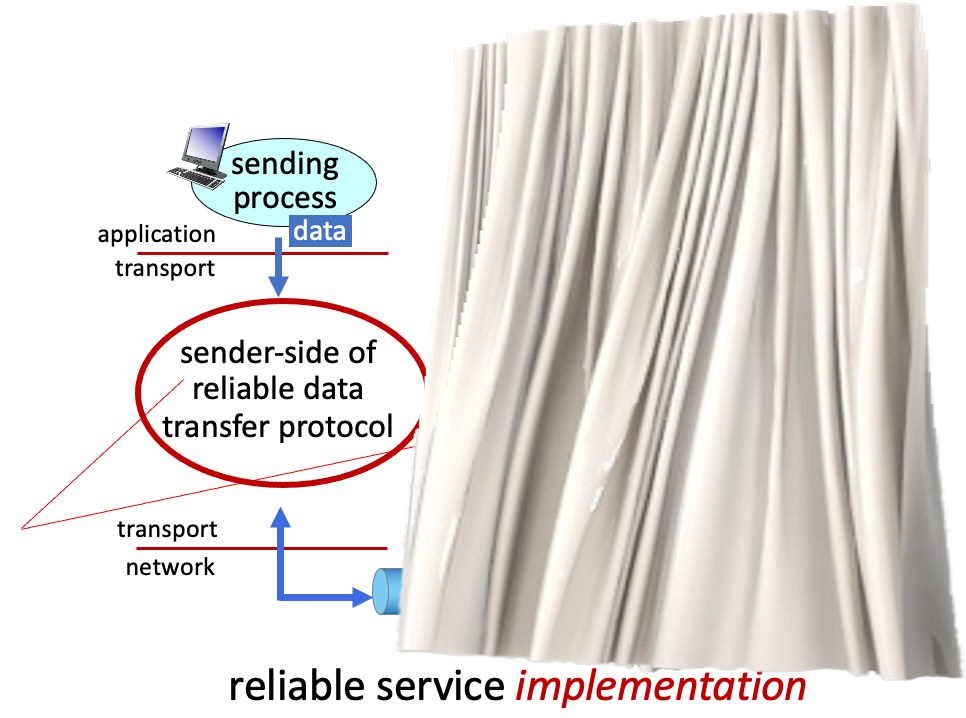 sending
process
data
application
transport
sender-side of
reliable data
transfer protocol
transport
network
reliable service implementation